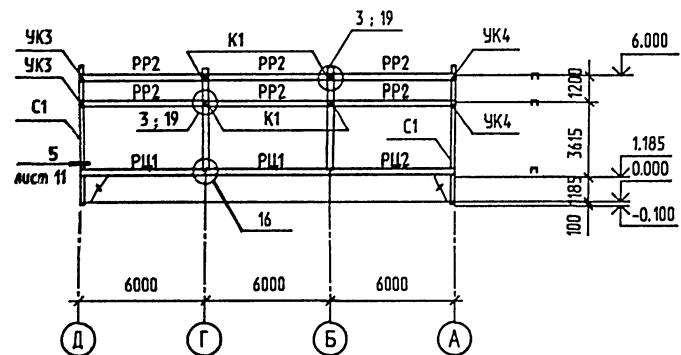 3 ; 19
УК3 К1 УК4 6.000
УК3 РР2 РР2 РР2
1200
РР2 РР2 РР2
С1 3 ; 19 К1 С1 УК4
3615
5 РЦ1 РЦ1 РЦ2 1.185
лист 11 0.000
1185
16 -0.100
100
6000 6000 6000
Д Г Б А